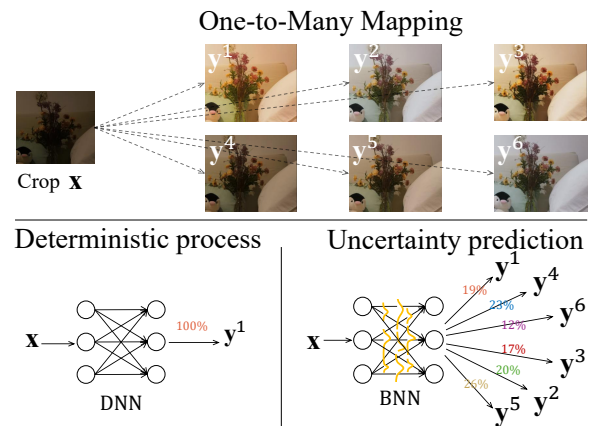 One-to-Many Mapping
y¹ y² y³
y⁴ y⁵ y⁶
Crop x
Deterministic process
x 100% y¹
DNN
Uncertainty prediction
x
BNN
19% y¹
23% y⁴
12% y⁶
17% y³
20% y²
26% y⁵